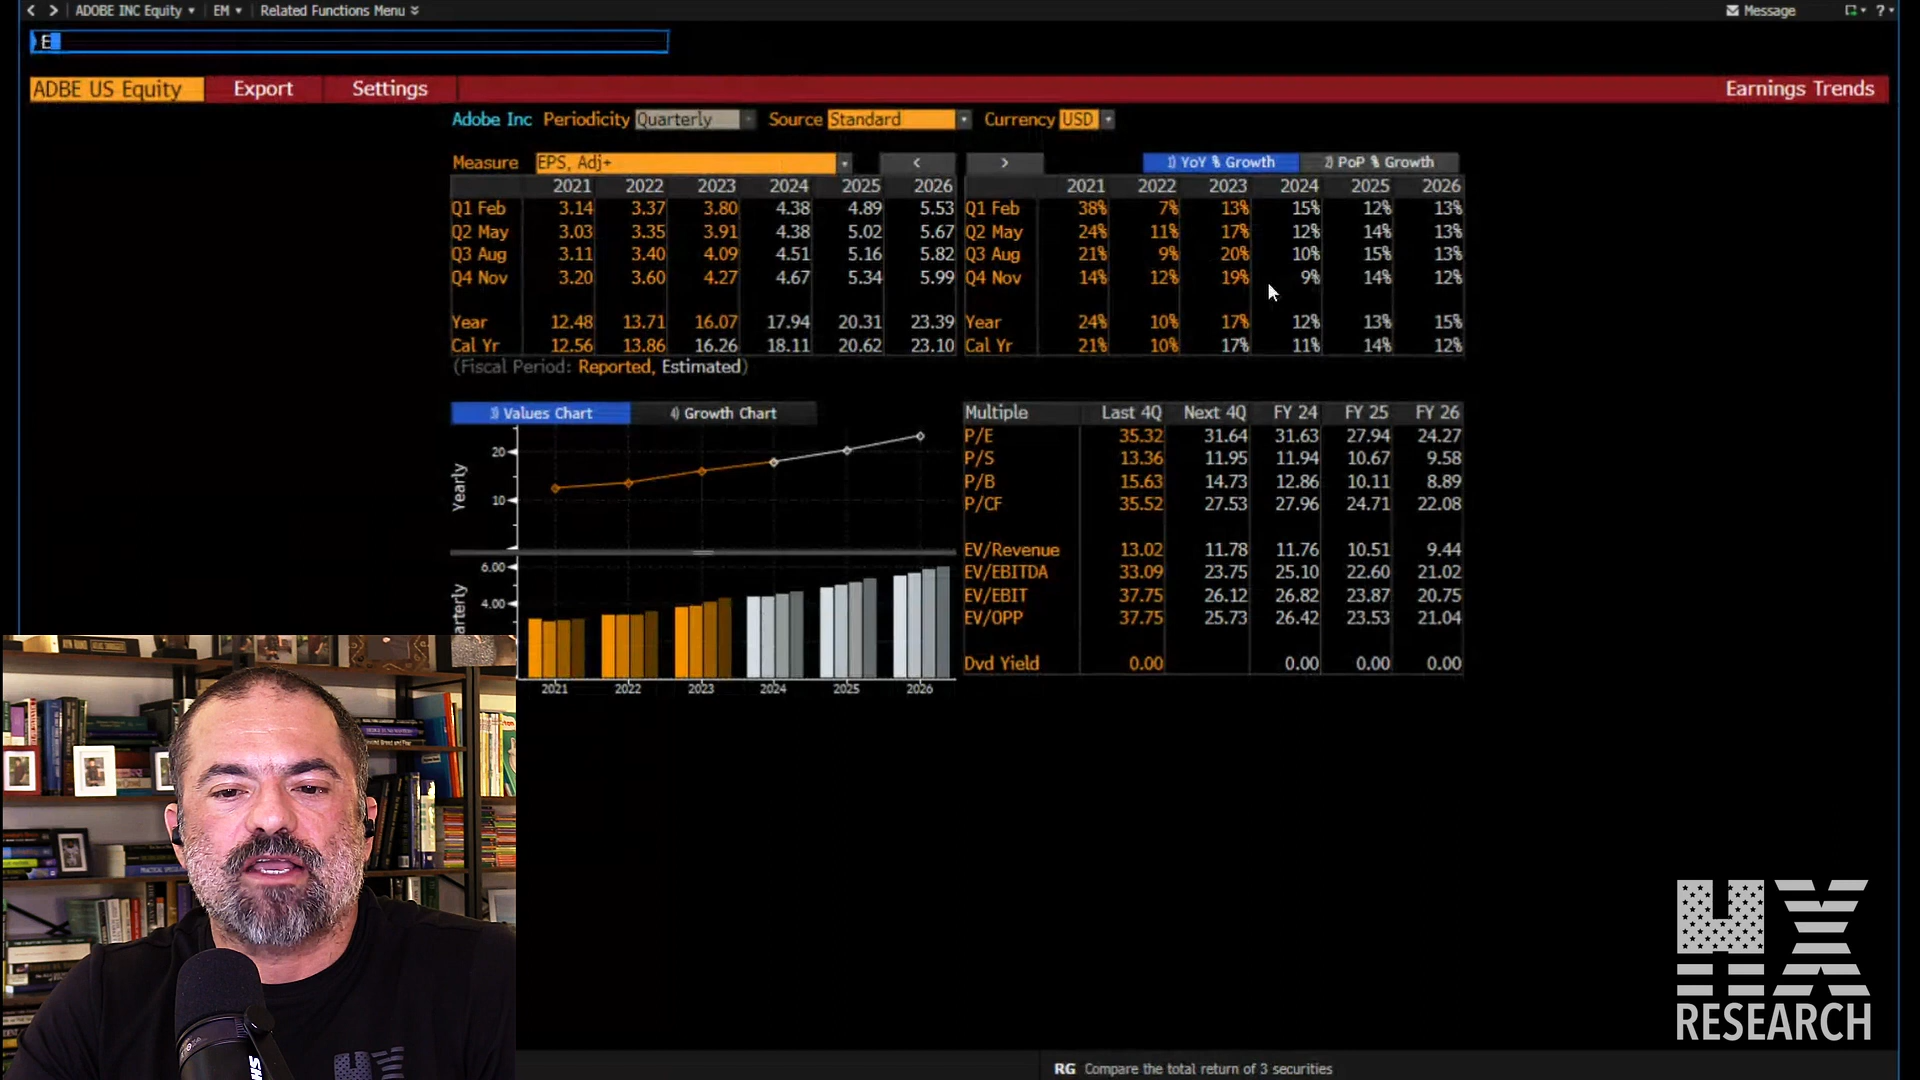 < > ADOBE INC Equity ▾ EM ▾ Related Functions Menu Message ?
E
ADBE US Equity Export Settings Earnings Trends
Adobe Inc Periodicity Quarterly Source Standard Currency USD
Measure EPS, Adj+ < > 1) YoY % Growth 2) PoP % Growth
2021 2022 2023 2024 2025 2026 2021 2022 2023 2024 2025 2026
Q1 Feb 3.14 3.37 3.80 4.38 4.89 5.53 Q1 Feb 38% 7% 13% 15% 12% 13%
Q2 May 3.03 3.35 3.91 4.38 5.02 5.67 Q2 May 24% 11% 17% 12% 14% 13%
Q3 Aug 3.11 3.40 4.09 4.51 5.16 5.82 Q3 Aug 21% 9% 20% 10% 15% 13%
Q4 Nov 3.20 3.60 4.27 4.67 5.34 5.99 Q4 Nov 14% 12% 19% 9% 14% 12%
Year 12.48 13.71 16.07 17.94 20.31 23.39 Year 24% 10% 17% 12% 13% 15%
Cal Yr 12.56 13.86 16.26 18.11 20.62 23.10 Cal Yr 21% 10% 17% 11% 14% 12%
(Fiscal Period: Reported, Estimated)
3) Values Chart 4) Growth Chart
Multiple Last 4Q Next 4Q FY 24 FY 25 FY 26
P/E 35.32 31.64 31.63 27.94 24.27
P/S 13.36 11.95 11.94 10.67 9.58
P/B 15.63 14.73 12.86 10.11 8.89
P/CF 35.52 27.53 27.96 24.71 22.08
EV/Revenue 13.02 11.78 11.76 10.51 9.44
EV/EBITDA 33.09 23.75 25.10 22.60 21.02
EV/EBIT 37.75 26.12 26.82 23.87 20.75
EV/OPP 37.75 25.73 26.42 23.53 21.04
Dvd Yield 0.00 0.00 0.00 0.00
Yearly
20
10
arterly
6.00
4.00
2021 2022 2023 2024 2025 2026
HX
RESEARCH
HX
SH
RG Compare the total return of 3 securities